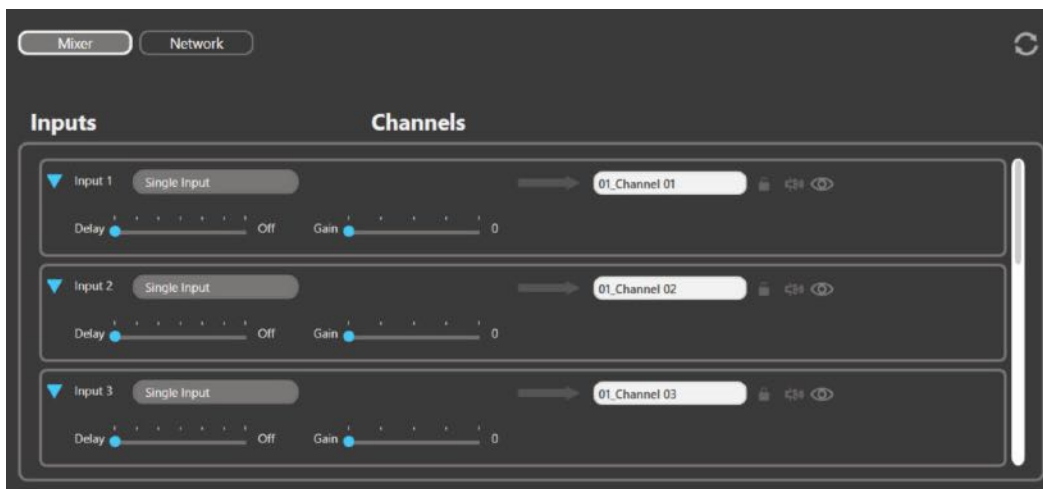 Mixer Network
Inputs Channels
Input 1 Single Input 01_Channel 01
Delay Off Gain 0
Input 2 Single Input 01_Channel 02
Delay Off Gain 0
Input 3 Single Input 01_Channel 03
Delay Off Gain 0